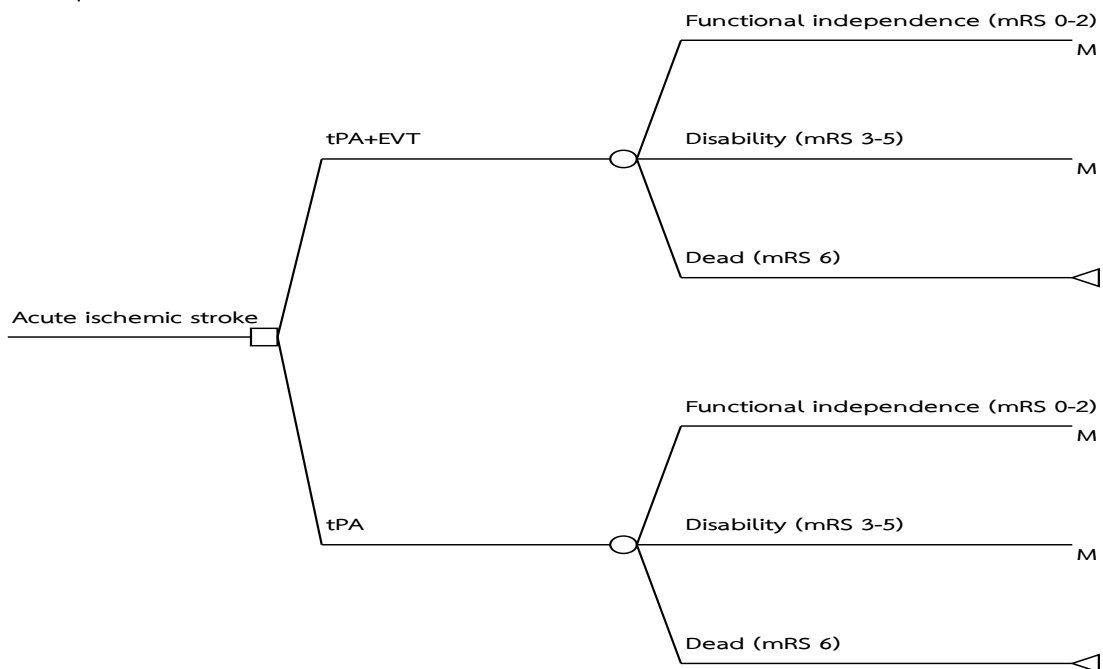 Functional independence (mRS 0-2)
M
tPA+EVT
Disability (mRS 3-5)
M
Dead (mRS 6)
Acute ischemic stroke
Functional independence (mRS 0-2)
M
tPA
Disability (mRS 3-5)
M
Dead (mRS 6)